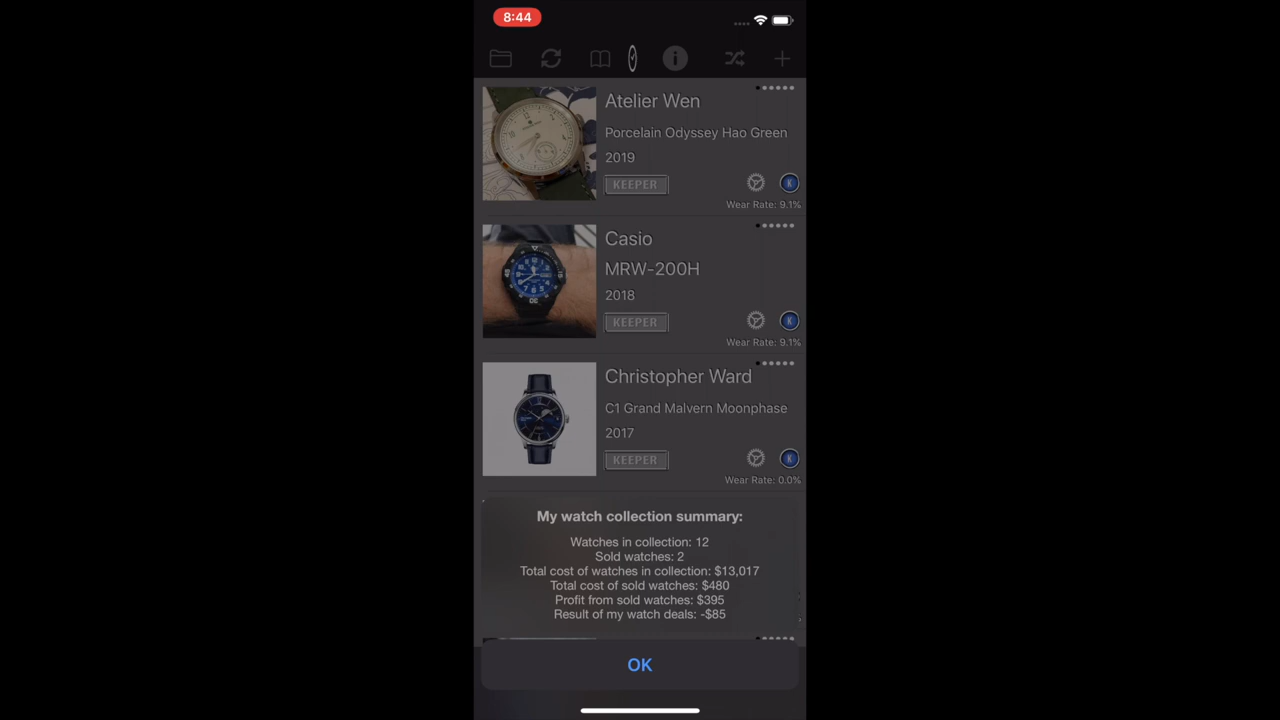 8:44
Atelier Wen
Porcelain Odyssey Hao Green
2019
KEEPER
K
Wear Rate: 9.1%
Casio
MRW-200H
2018
KEEPER
K
Wear Rate: 9.1%
Christopher Ward
C1 Grand Malvern Moonphase
2017
KEEPER
K
Wear Rate: 0.0%
My watch collection summary:
Watches in collection: 12
Sold watches: 2
Total cost of watches in collection: $13,017
Total cost of sold watches: $480
Profit from sold watches: $395
Result of my watch deals: -$85
OK